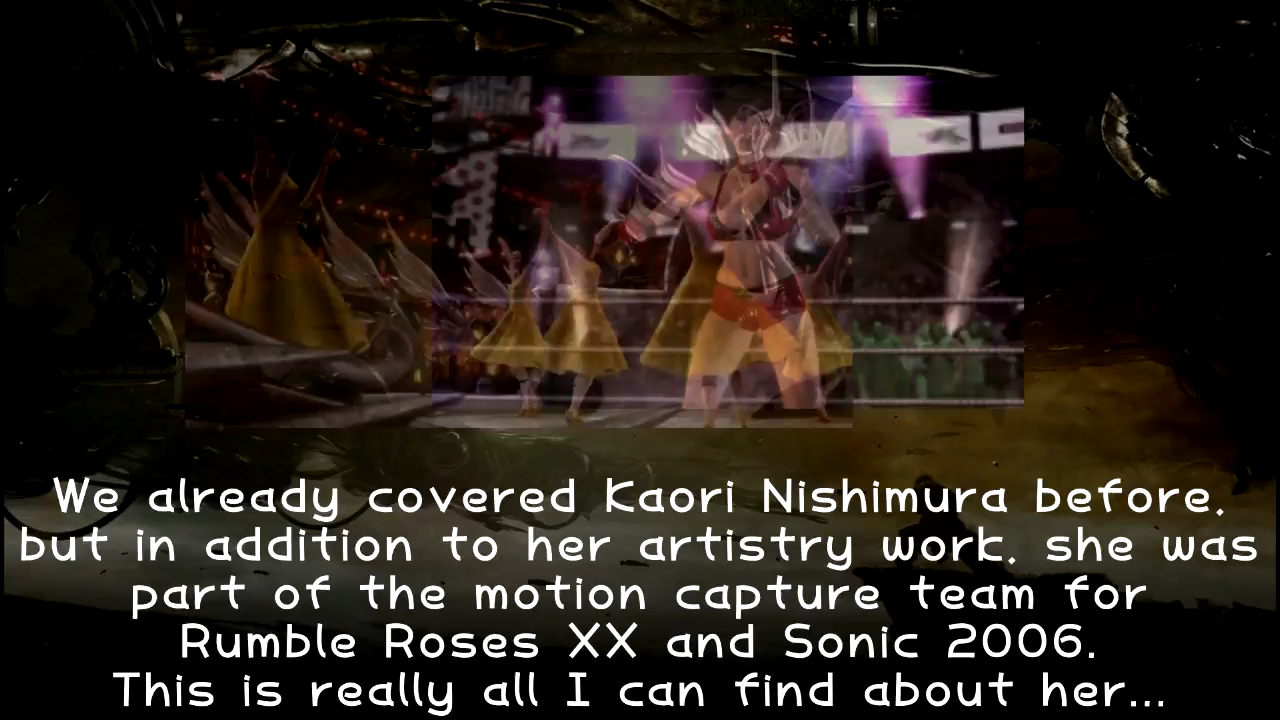 We already covered Kaori Nishimura before,
but in addition to her artistry work, she was
part of the motion capture team for
Rumble Roses XX and Sonic 2006.
This is really all I can find about her...